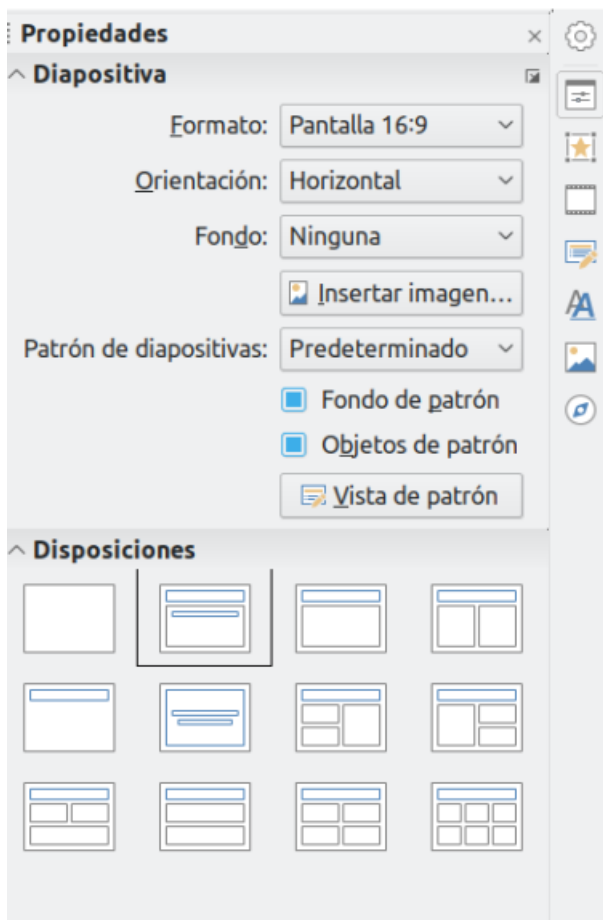 Propiedades
Diapositiva
Formato: Pantalla 16:9
Orientación: Horizontal
Fondo: Ninguna
Insertar imagen...
Patrón de diapositivas: Predeterminado
Fondo de patrón
Objetos de patrón
Vista de patrón
Disposiciones